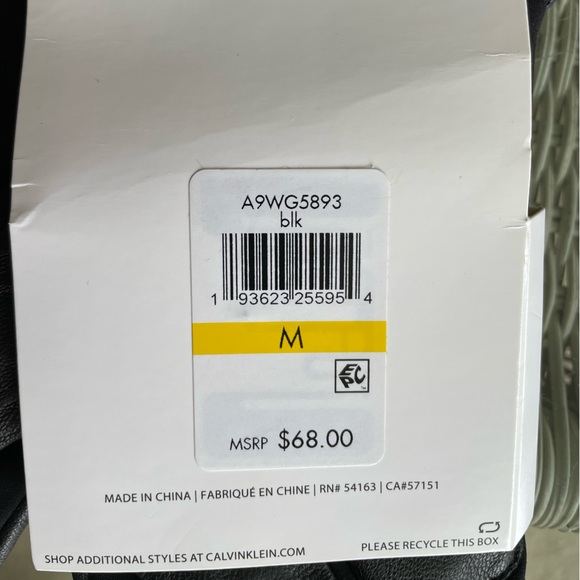 A9WG5893
blk
1 93623 25595 4
M
EPC
MSRP $68.00
MADE IN CHINA | FABRIQUÉ EN CHINE | RN# 54163 | CA#57151
PLEASE RECYCLE THIS BOX
SHOP ADDITIONAL STYLES AT CALVINKLEIN.COM